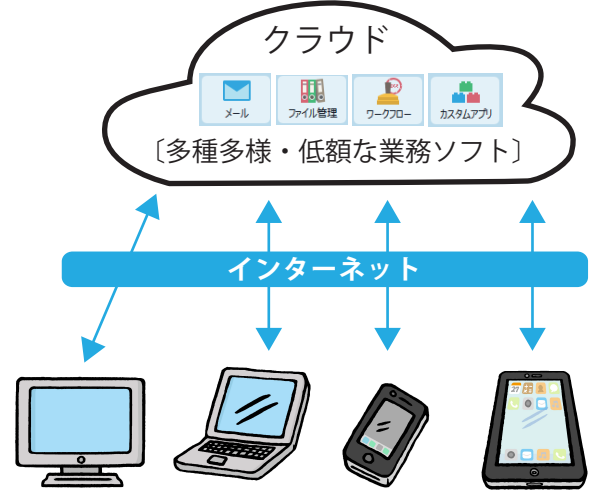 クラウド
メール
ファイル管理
ワークフロー
カスタムアプリ
〔多種多様・低額な業務ソフト〕
インターネット
27